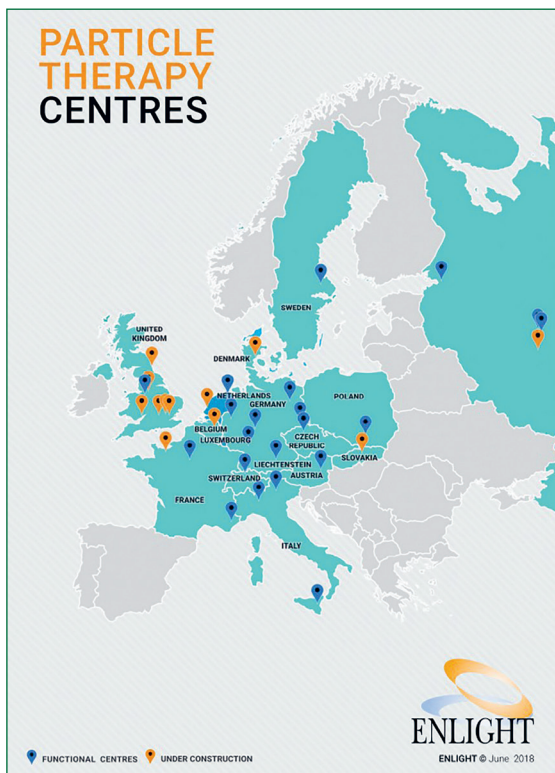 PARTICLE
THERAPY
CENTRES
SWEDEN
UNITED
KINGDOM
DENMARK
NETHERLANDS
GERMANY
POLAND
BELGIUM
LUXEMBOURG
CZECH
REPUBLIC
SLOVAKIA
LIECHTENSTEIN
AUSTRIA
SWITZERLAND
FRANCE
ITALY
ENLIGHT
FUNCTIONAL CENTRES UNDER CONSTRUCTION
ENLIGHT © June 2018